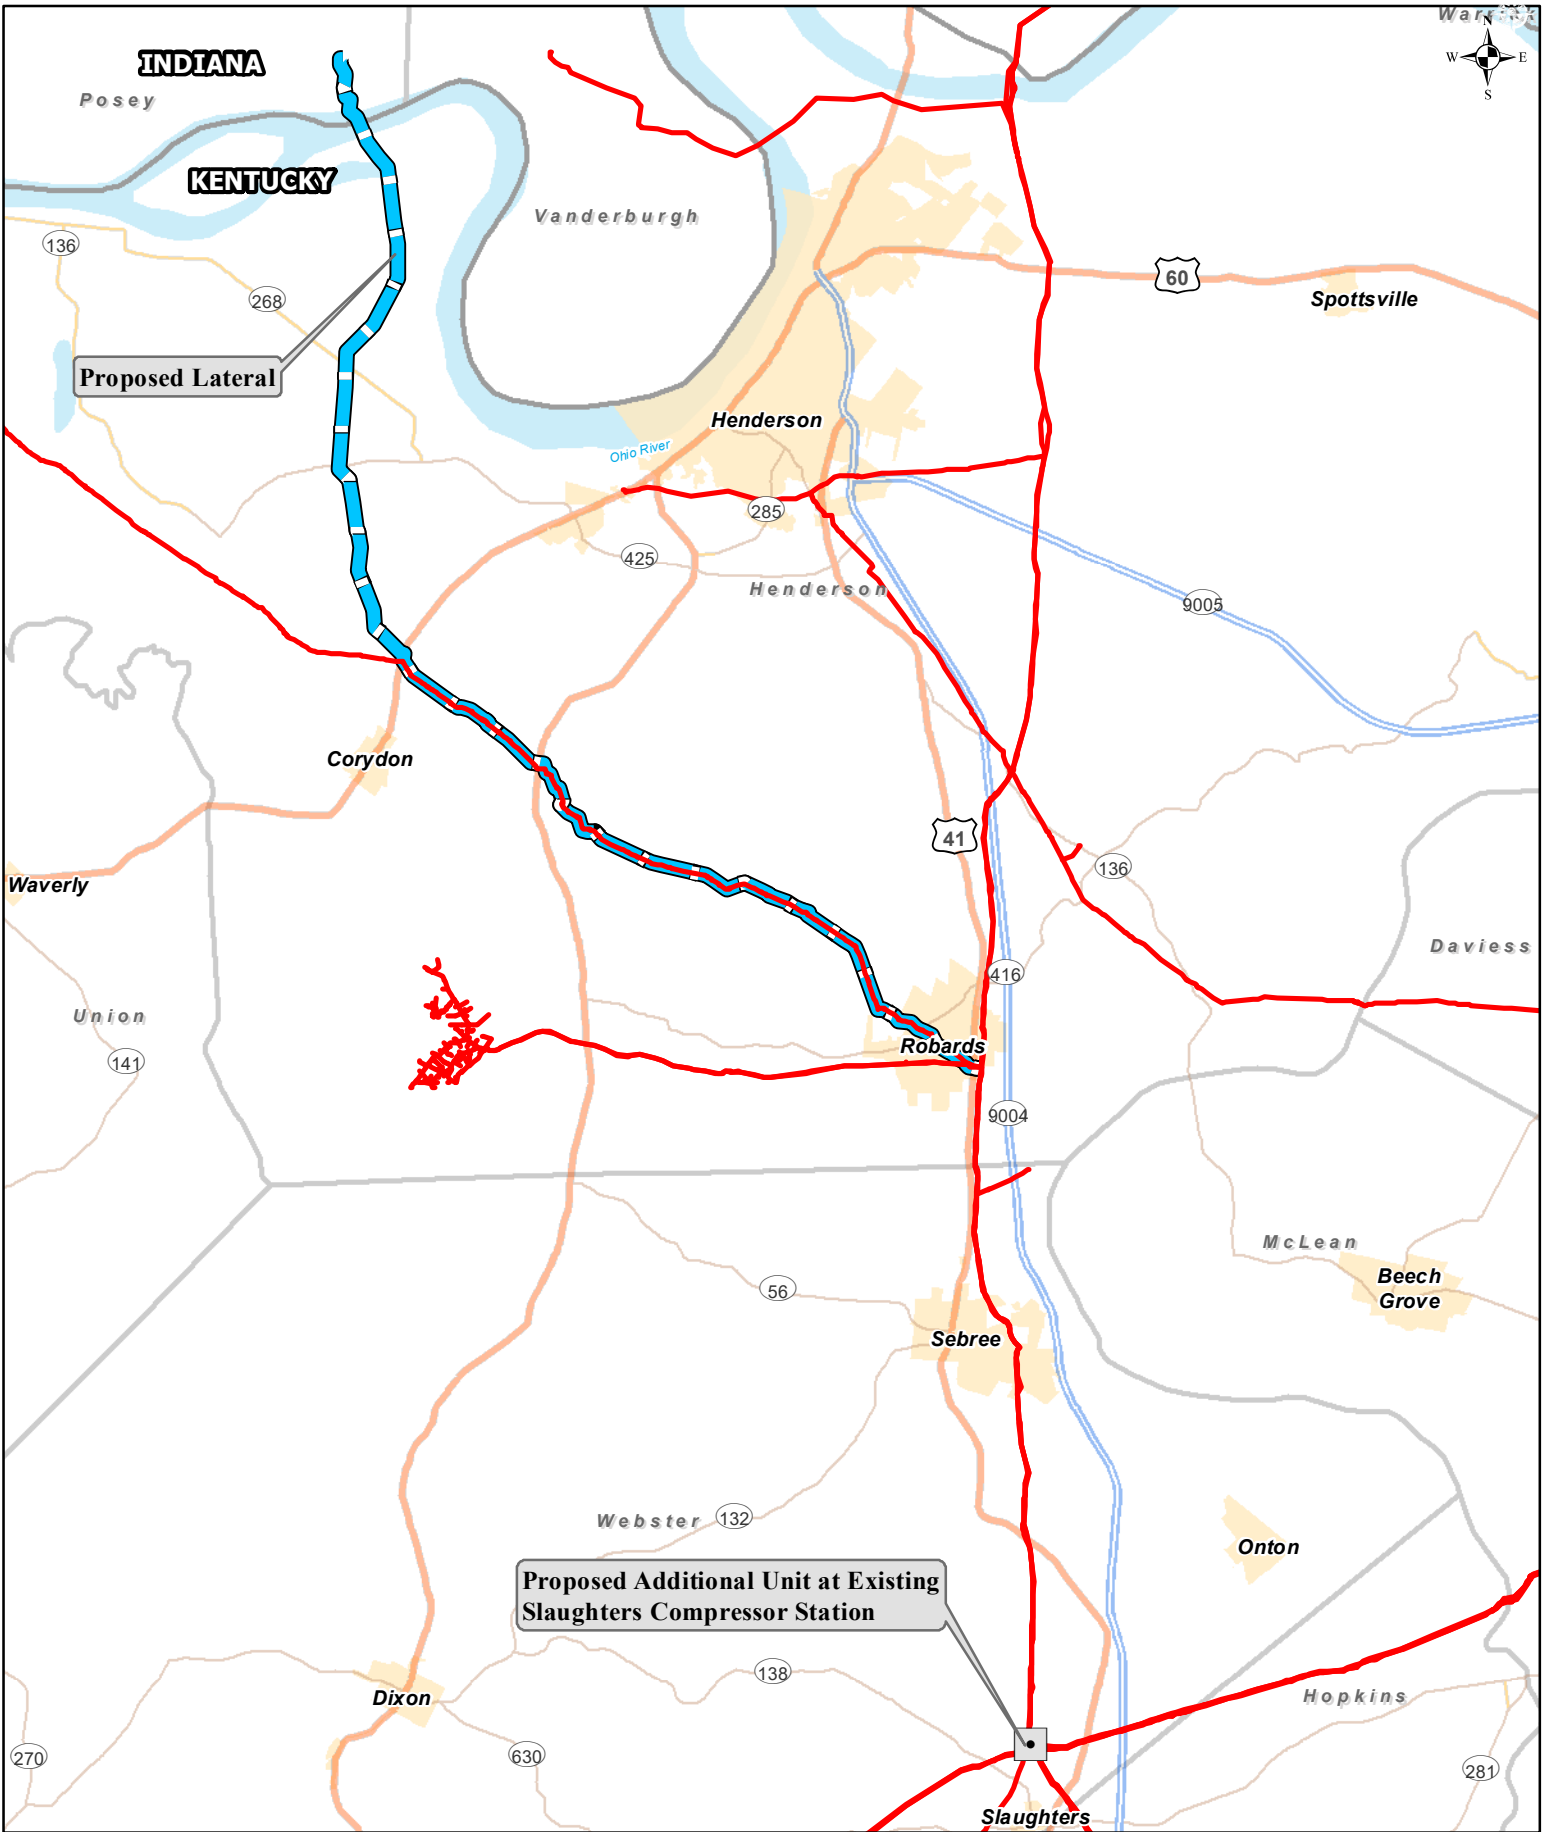 Warrick
N
W E
S
INDIANA
Posey
KENTUCKY
Vanderburgh
136
268
60
Spottsville
Proposed Lateral
Henderson
Ohio River
285
425
Henderson
9005
Corydon
41
136
Waverly
Daviess
416
Union
Robards
141
9004
McLean
56
Beech
Grove
Sebree
Webster
132
Onton
Proposed Additional Unit at Existing
Slaughters Compressor Station
138
Dixon
Hopkins
270
630
281
Slaughters